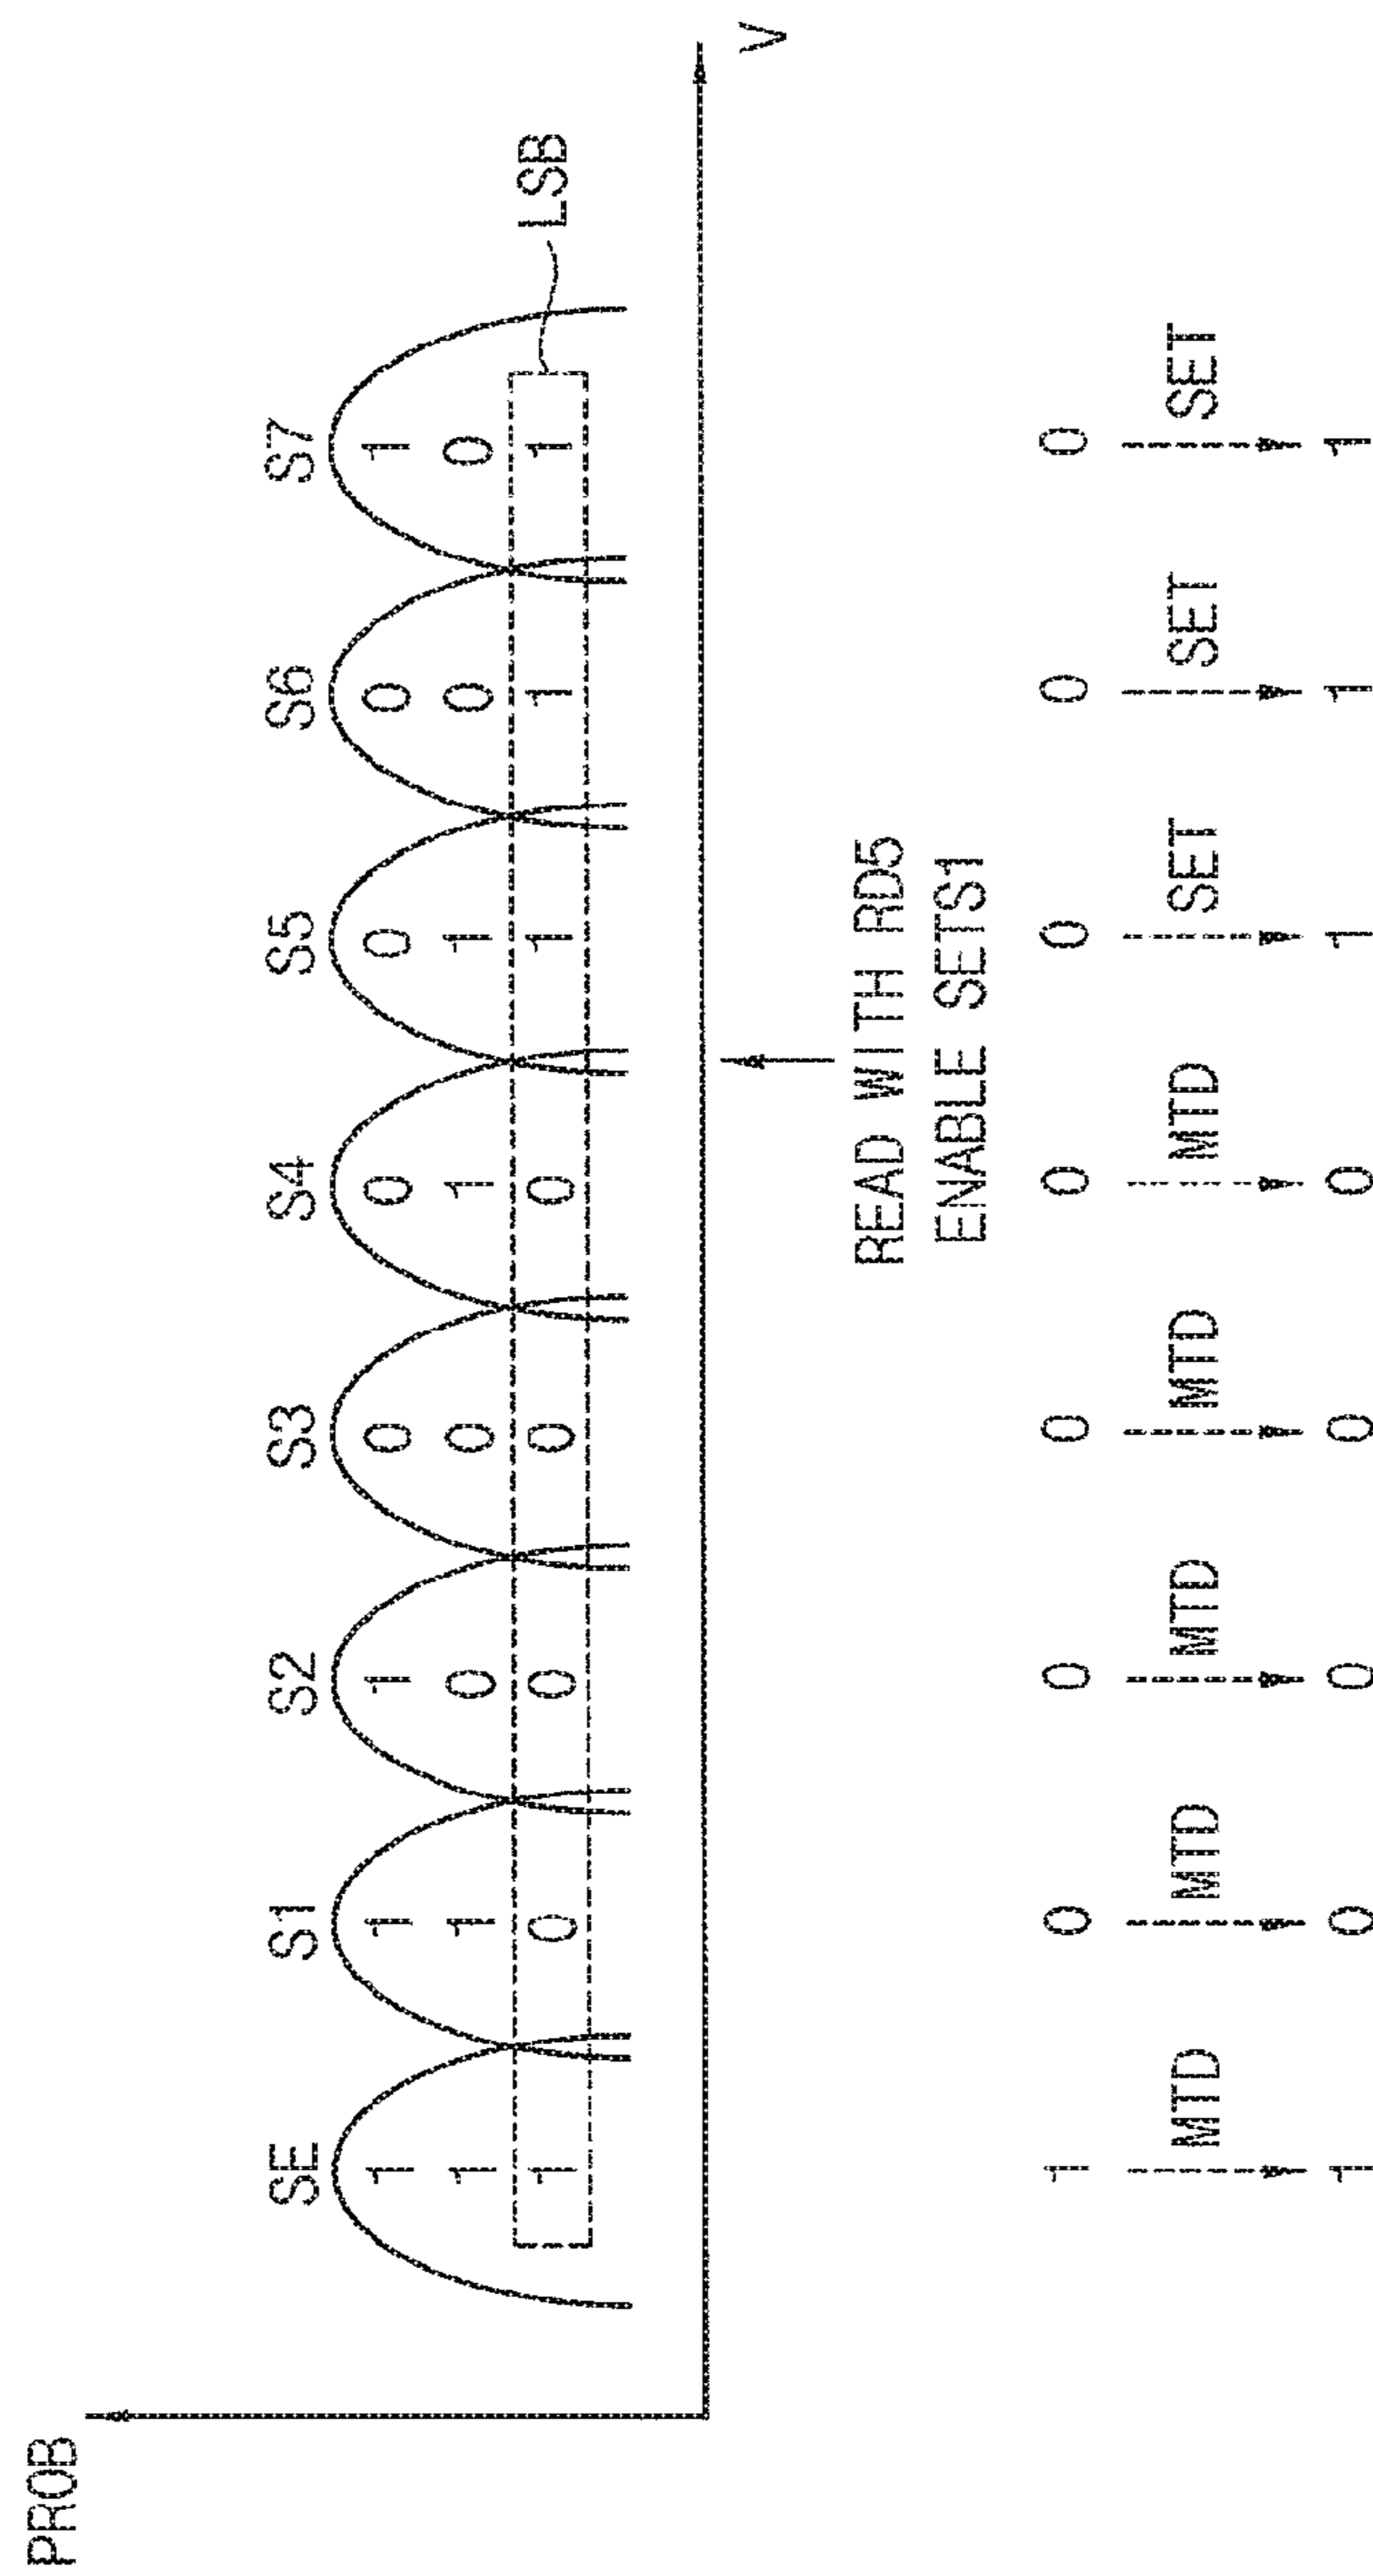 PROB
SE S1 S2 S3 S4 S5 S6 S7
1 1 1 0 0 0 0 1
1 1 0 0 1 1 0 0
1 0 0 0 0 1 1 1
LSB
V
READ WITH RD5
ENABLE SETS1
1 0 0 0 0 0 0 0
MTD MTD MTD MTD MTD SET SET SET
1 0 0 0 0 1 1 1